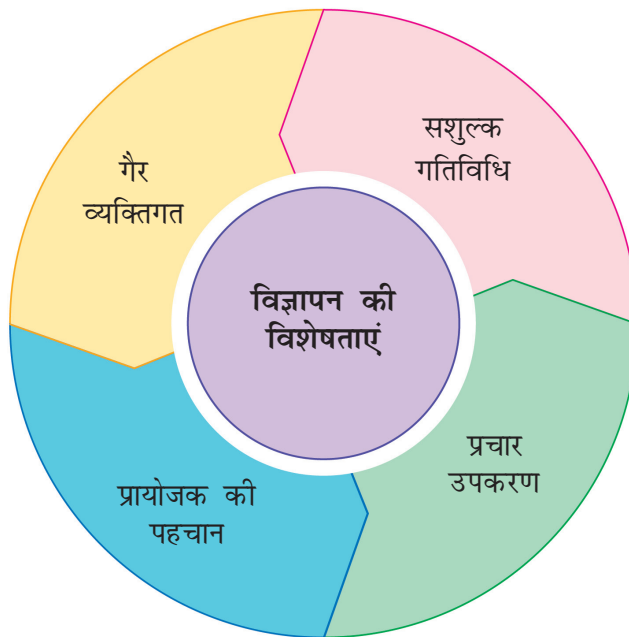 विज्ञापन की
विशेषताएं
सशुल्क
गतिविधि
प्रचार
उपकरण
प्रायोजक की
पहचान
गैर
व्यक्तिगत